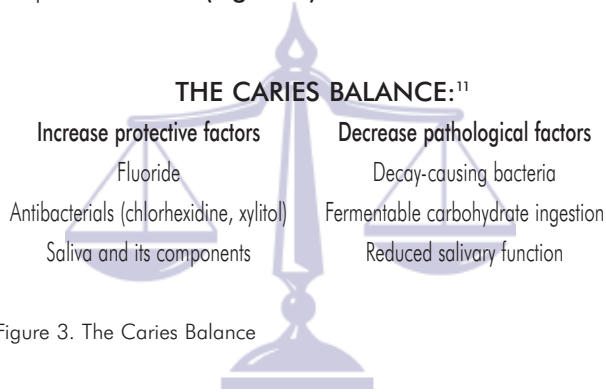 THE CARIES BALANCE:¹¹
Increase protective factors
Decrease pathological factors
Fluoride
Decay-causing bacteria
Antibacterials (chlorhexidine, xylitol)
Fermentable carbohydrate ingestion
Saliva and its components
Reduced salivary function
Figure 3. The Caries Balance